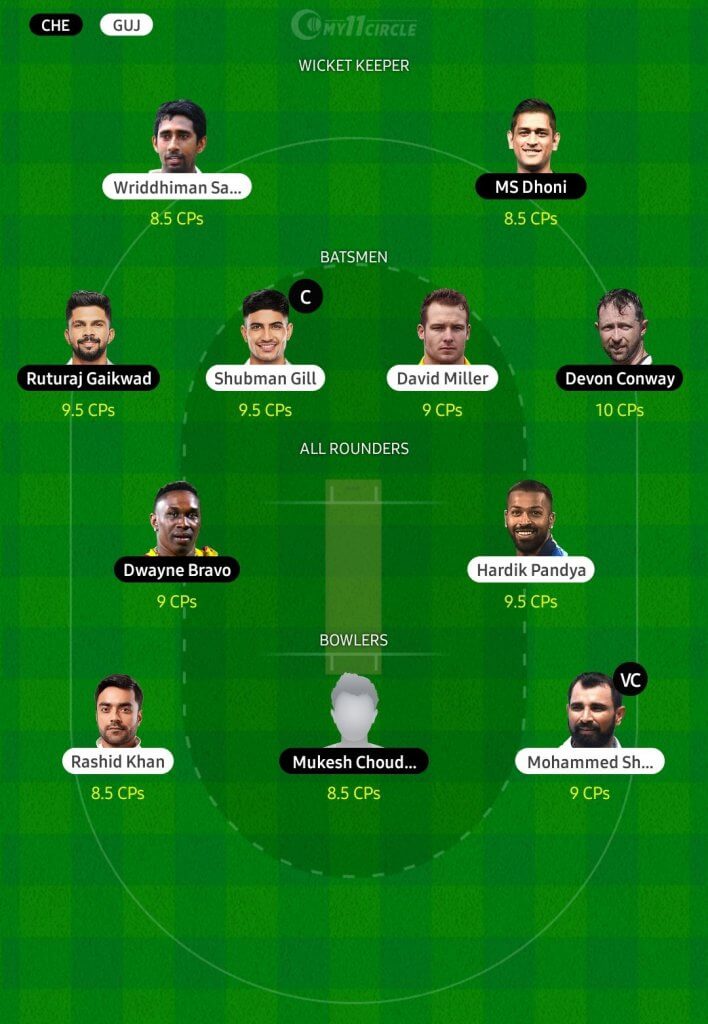 CHE GUJ
MY11CIRCLE
WICKET KEEPER
Wriddhiman Sa...
MS Dhoni
8.5 CPs
8.5 CPs
BATSMEN
C
Ruturaj Gaikwad
Shubman Gill
David Miller
Devon Conway
9.5 CPs
9.5 CPs
9 CPs
10 CPs
ALL ROUNDERS
Dwayne Bravo
Hardik Pandya
9 CPs
9.5 CPs
BOWLERS
VC
Rashid Khan
Mukesh Choud...
Mohammed Sh...
8.5 CPs
8.5 CPs
9 CPs